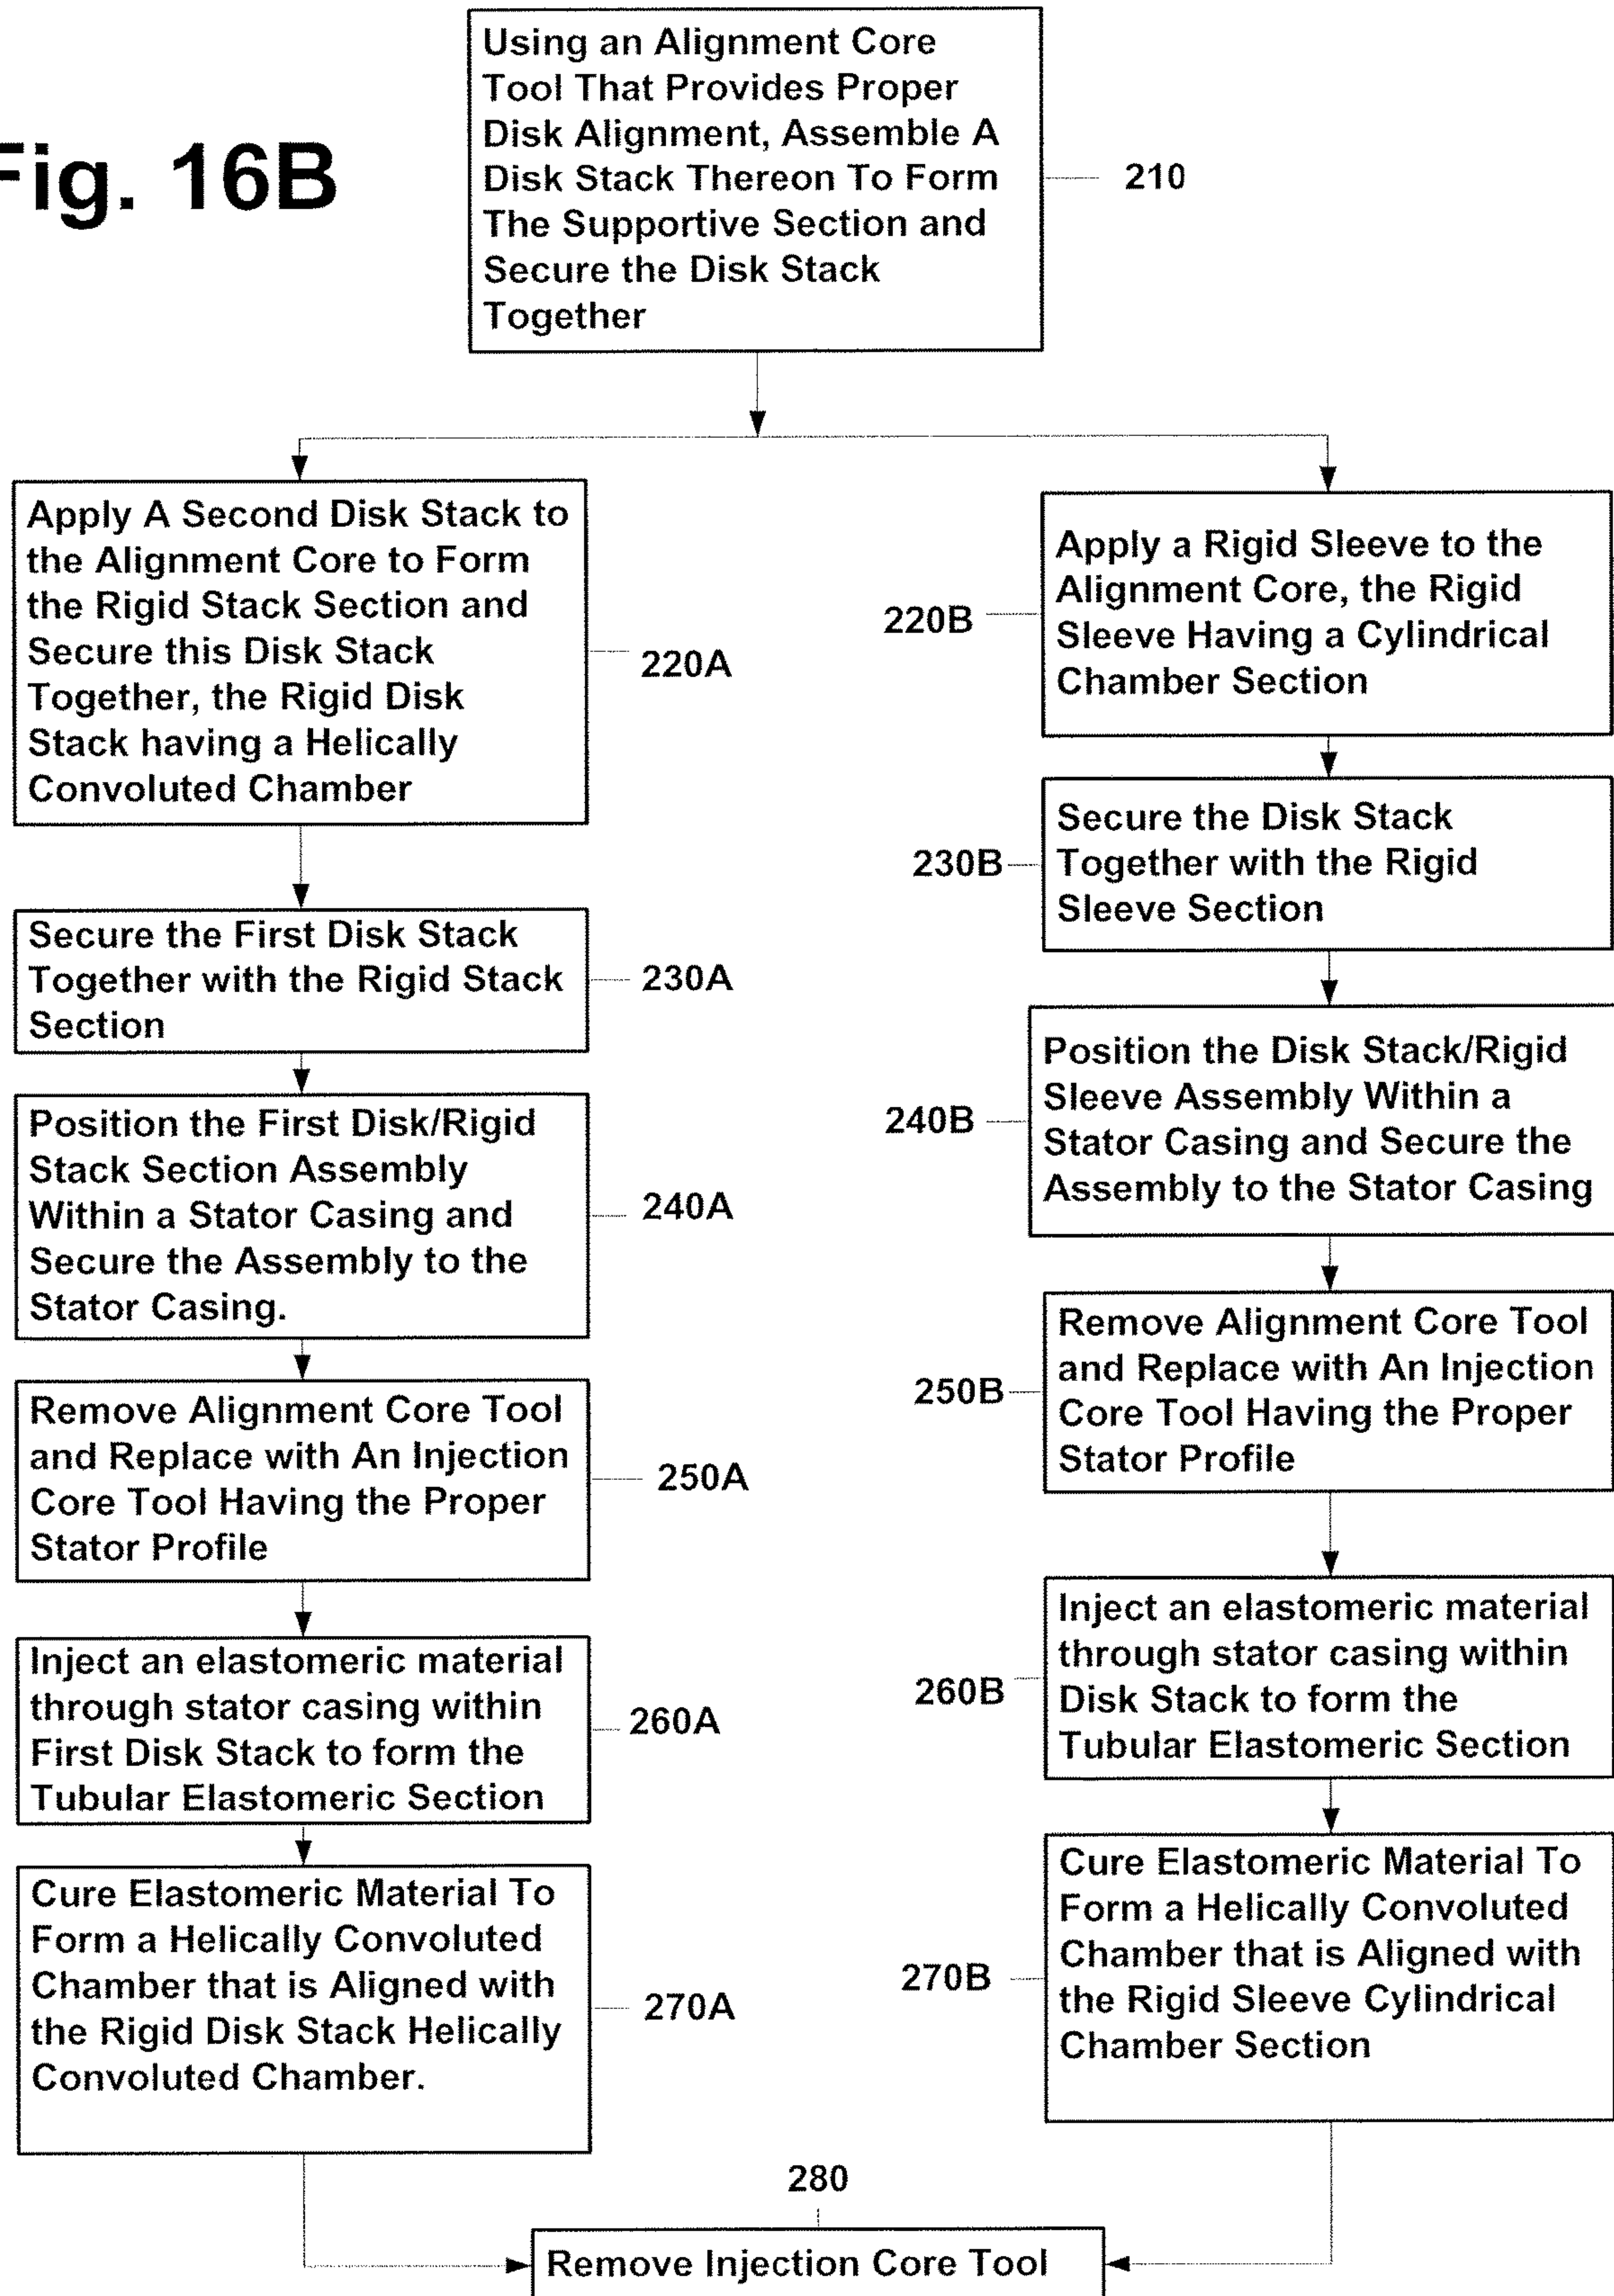 Fig. 16B
Using an Alignment Core
Tool That Provides Proper
Disk Alignment, Assemble A
Disk Stack Thereon To Form
The Supportive Section and
Secure the Disk Stack
Together
210
Apply A Second Disk Stack to
the Alignment Core to Form
the Rigid Stack Section and
Secure this Disk Stack
Together, the Rigid Disk
Stack having a Helically
Convoluted Chamber
220A
Secure the First Disk Stack
Together with the Rigid Stack
Section
230A
Position the First Disk/Rigid
Stack Section Assembly
Within a Stator Casing and
Secure the Assembly to the
Stator Casing.
240A
Remove Alignment Core Tool
and Replace with An Injection
Core Tool Having the Proper
Stator Profile
250A
Inject an elastomeric material
through stator casing within
First Disk Stack to form the
Tubular Elastomeric Section
260A
Cure Elastomeric Material To
Form a Helically Convoluted
Chamber that is Aligned with
the Rigid Disk Stack Helically
Convoluted Chamber.
270A
Apply a Rigid Sleeve to the
Alignment Core, the Rigid
Sleeve Having a Cylindrical
Chamber Section
220B
Secure the Disk Stack
Together with the Rigid
Sleeve Section
230B
Position the Disk Stack/Rigid
Sleeve Assembly Within a
Stator Casing and Secure the
Assembly to the Stator Casing
240B
Remove Alignment Core Tool
and Replace with An Injection
Core Tool Having the Proper
Stator Profile
250B
Inject an elastomeric material
through stator casing within
Disk Stack to form the
Tubular Elastomeric Section
260B
Cure Elastomeric Material To
Form a Helically Convoluted
Chamber that is Aligned with
the Rigid Sleeve Cylindrical
Chamber Section
270B
280
Remove Injection Core Tool